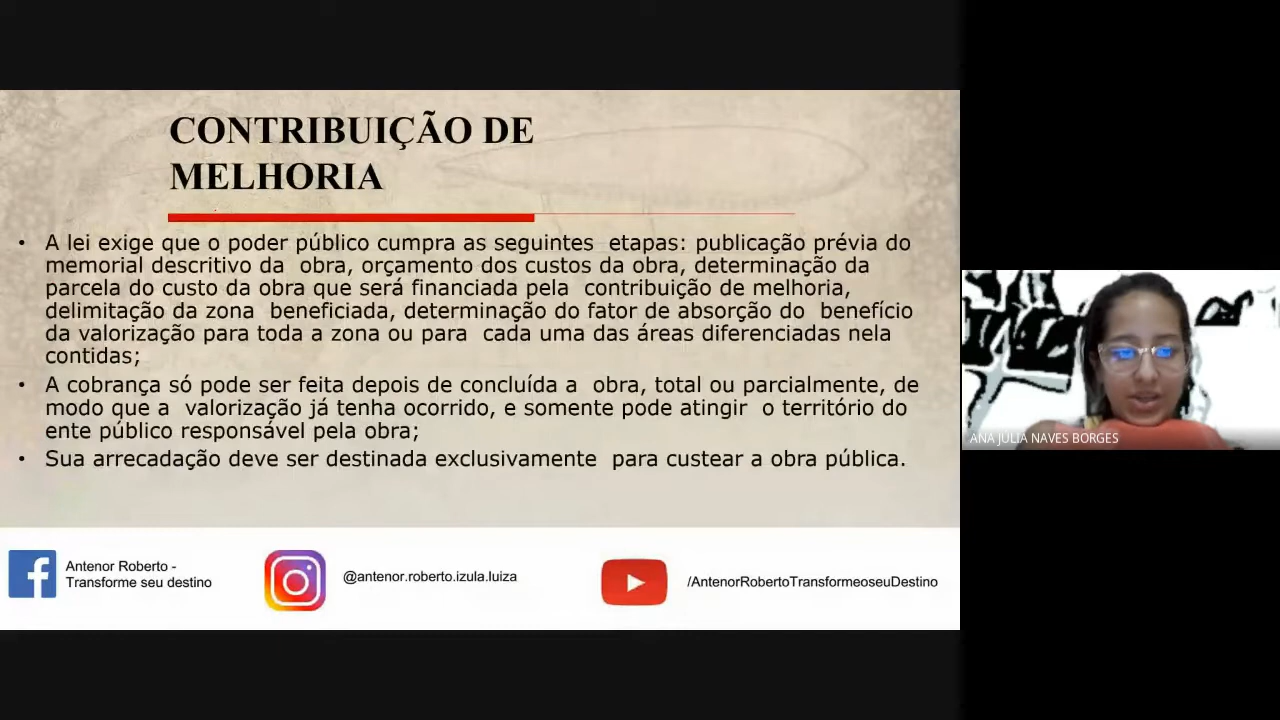 CONTRIBUIÇÃO DE
MELHORIA
• A lei exige que o poder público cumpra as seguintes etapas: publicação prévia do
memorial descritivo da obra, orçamento dos custos da obra, determinação da
parcela do custo da obra que será financiada pela contribuição de melhoria,
delimitação da zona beneficiada, determinação do fator de absorção do benefício
da valorização para toda a zona ou para cada uma das áreas diferenciadas nela
contidas;
• A cobrança só pode ser feita depois de concluída a obra, total ou parcialmente, de
modo que a valorização já tenha ocorrido, e somente pode atingir o território do
ente público responsável pela obra;
• Sua arrecadação deve ser destinada exclusivamente para custear a obra pública.
ANA JÚLIA NAVES BORGES
Antenor Roberto -
Transforme seu destino
@antenor.roberto.izula.luiza
/AntenorRobertoTransformeoseuDestino